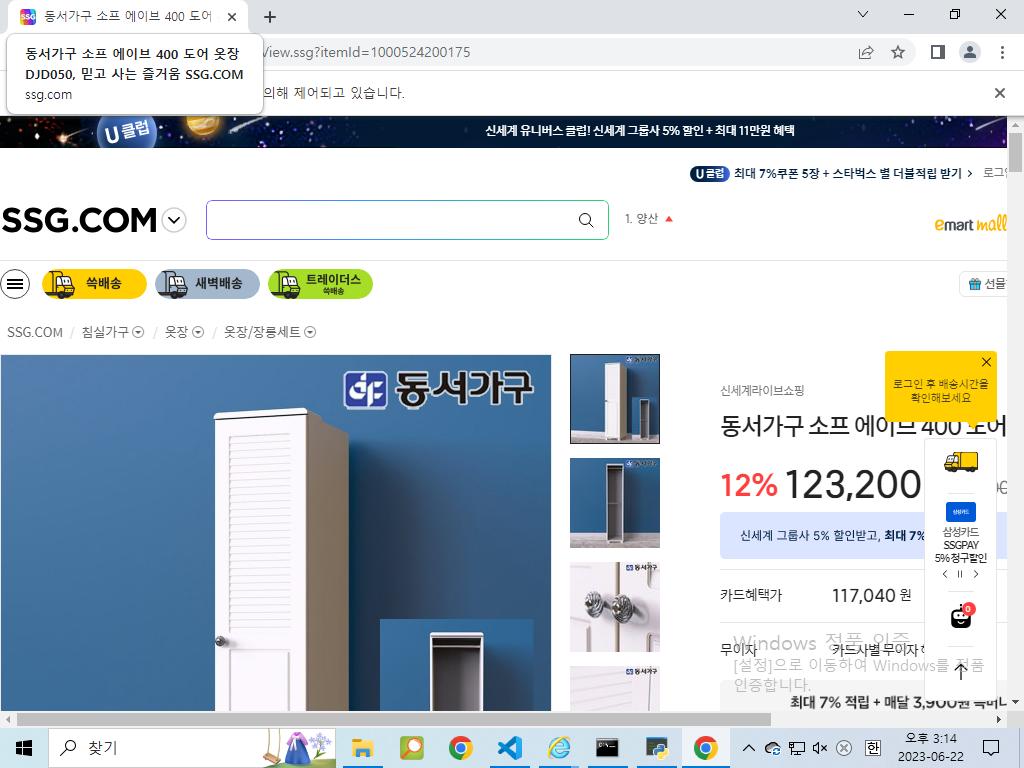 동서가구 소프 에이브 400 도어
동서가구 소프 에이브 400 도어 옷장
DJD050, 믿고 사는 즐거움 SSG.COM
ssg.com
View.ssg?itemId=1000524200175
의해 제어되고 있습니다.
U클럽
신세계 유니버스 클럽! 신세계 그룹사 5% 할인 + 최대 11만원 혜택
U클럽 최대 7%쿠폰 5장 + 스타벅스 별 더블적립 받기 >
로그인
SSG.COM
1. 양산
emart mall
쓱배송
새벽배송
트레이더스
쓱배송
선물
SSG.COM / 침실가구 / 옷장 / 옷장/장롱세트
동서가구
로그인 후 배송시간을
확인해보세요
신세계라이브쇼핑
동서가구 소프 에이브 400 도어
12% 123,200
신세계 그룹사 5% 할인받고, 최대 7%
삼성카드
삼성카드
SSGPAY
5% 청구할인
카드혜택가 117,040 원
0
무이자 카드사별 무이자
Windows 정품 인증
[설정]으로 이동하여 Windows를 정품
인증합니다.
최대 7% 적립 + 매달 3,900원
찾기
오후 3:14
2023-06-22
한